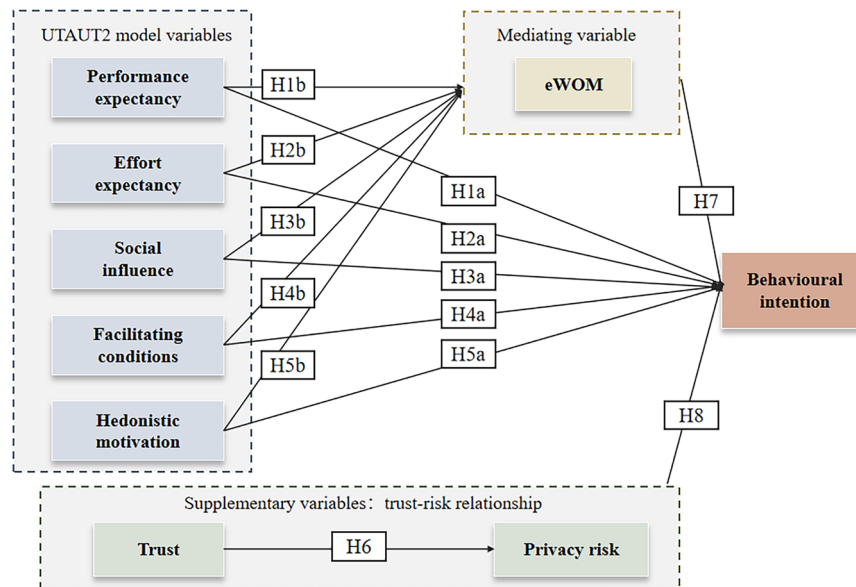 UTAUT2 model variables
Mediating variable
Performance
expectancy
H1b
eWOM
Effort
expectancy
H2b
H1a
H7
Social
influence
H3b
H2a
H3a
Behavioural
intention
Facilitating
conditions
H4b
H4a
H5b
H5a
Hedonistic
motivation
H8
Supplementary variables：trust-risk relationship
Trust
H6
Privacy risk